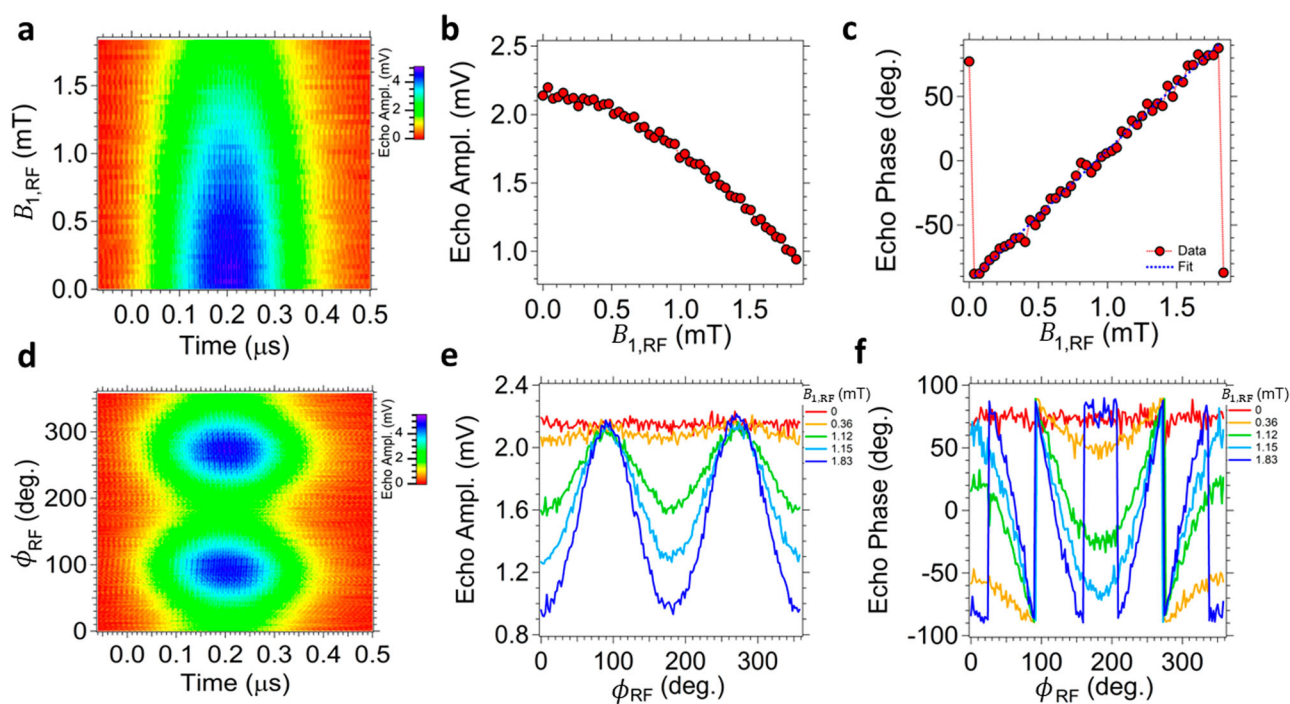 a
B1,RF (mT)
1.5
1.0
0.5
0.0
0.0 0.1 0.2 0.3 0.4 0.5
Time (μs)
Echo Ampl. (mV)
4
2
0
b
Echo Ampl. (mV)
2.5
2.0
1.5
1.0
0.0 0.5 1.0 1.5
B1,RF (mT)
c
Echo Phase (deg.)
50
0
-50
0.0 0.5 1.0 1.5
B1,RF (mT)
Data
Fit
d
ϕRF (deg.)
300
200
100
0
0.0 0.1 0.2 0.3 0.4 0.5
Time (μs)
Echo Ampl. (mV)
4
2
0
e
Echo Ampl. (mV)
2.4
2.0
1.6
1.2
0.8
0 100 200 300
ϕRF (deg.)
B1,RF (mT)
0
0.36
1.12
1.15
1.83
f
Echo Phase (deg.)
100
50
0
-50
-100
0 100 200 300
ϕRF (deg.)
B1,RF (mT)
0
0.36
1.12
1.15
1.83